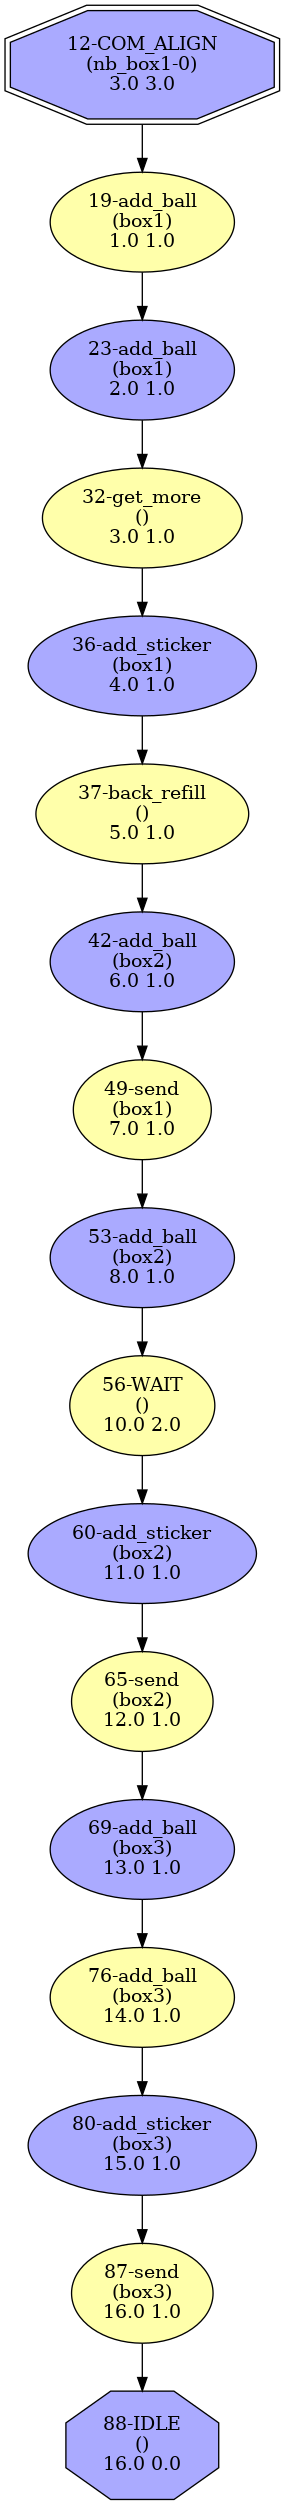 12-COM_ALIGN
(nb_box1-0)
3.0 3.0
19-add_ball
(box1)
1.0 1.0
23-add_ball
(box1)
2.0 1.0
32-get_more
()
3.0 1.0
36-add_sticker
(box1)
4.0 1.0
37-back_refill
()
5.0 1.0
42-add_ball
(box2)
6.0 1.0
49-send
(box1)
7.0 1.0
53-add_ball
(box2)
8.0 1.0
56-WAIT
()
10.0 2.0
60-add_sticker
(box2)
11.0 1.0
65-send
(box2)
12.0 1.0
69-add_ball
(box3)
13.0 1.0
76-add_ball
(box3)
14.0 1.0
80-add_sticker
(box3)
15.0 1.0
87-send
(box3)
16.0 1.0
88-IDLE
()
16.0 0.0